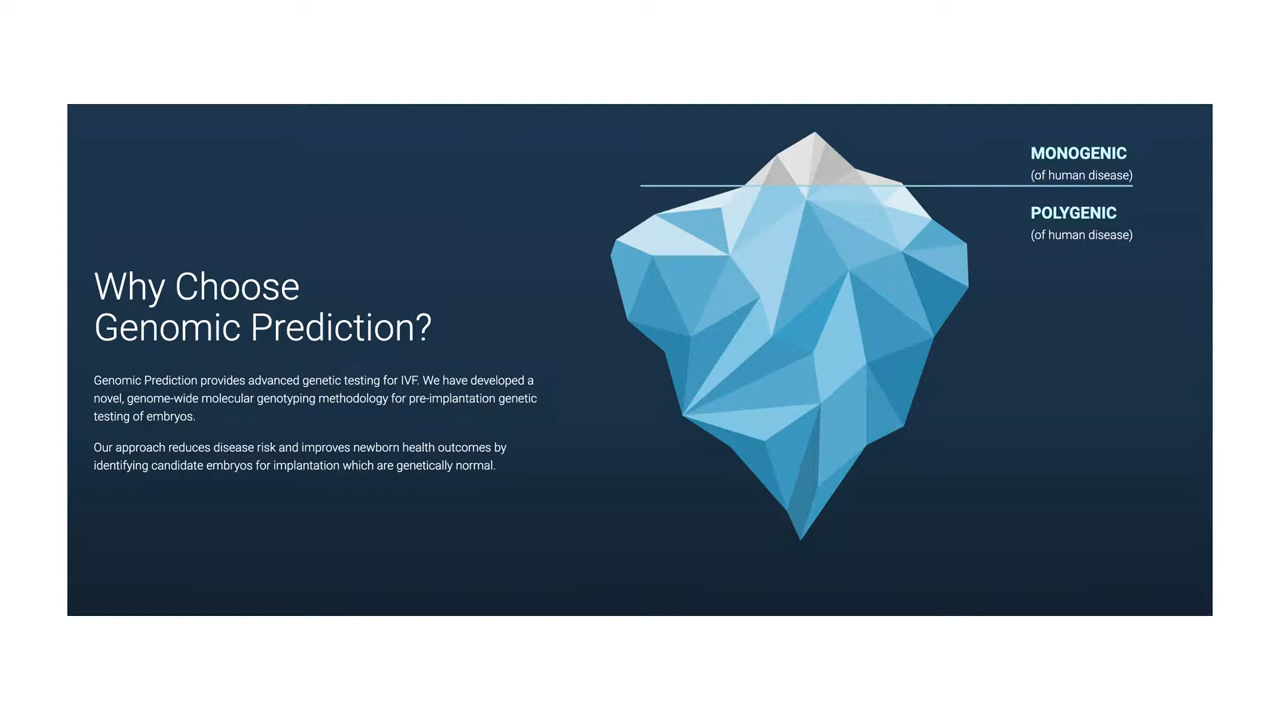 Why Choose
Genomic Prediction?
Genomic Prediction provides advanced genetic testing for IVF. We have developed a
novel, genome-wide molecular genotyping methodology for pre-implantation genetic
testing of embryos.
Our approach reduces disease risk and improves newborn health outcomes by
identifying candidate embryos for implantation which are genetically normal.
MONOGENIC
(of human disease)
POLYGENIC
(of human disease)